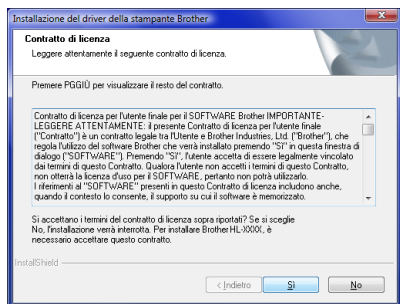 Installazione del driver della stampante Brother
Contratto di licenza
Leggere attentamente il seguente contratto di licenza.
Premere PGGIÙ per visualizzare il resto del contratto.
Contratto di licenza per l'utente finale per il SOFTWARE Brother IMPORTANTE-
LEGGERE ATTENTAMENTE: il presente Contratto di licenza per l'utente finale
("Contratto") è un contratto legale tra l'Utente e Brother Industries, Ltd. ("Brother"), che
regola l'utilizzo del software Brother che verrà installato premendo "Sì" in questa finestra di
dialogo ("SOFTWARE"). Premendo "Sì", l'utente accetta di essere legalmente vincolato
dai termini di questo Contratto. Qualora l'utente non accetti i termini di questo Contratto,
non otterrà la licenza d'uso per il SOFTWARE, pertanto non potrà utilizzarlo.
I riferimenti al "SOFTWARE" presenti in questo Contratto di licenza includono anche,
quando il contesto lo consente, il supporto su cui il software è memorizzato.
Si accettano i termini del contratto di licenza sopra riportati? Se si sceglie
No, l'installazione verrà interrotta. Per installare Brother HL-XXXX, è
necessario accettare questo contratto.
InstallShield
< Indietro
Sì
No